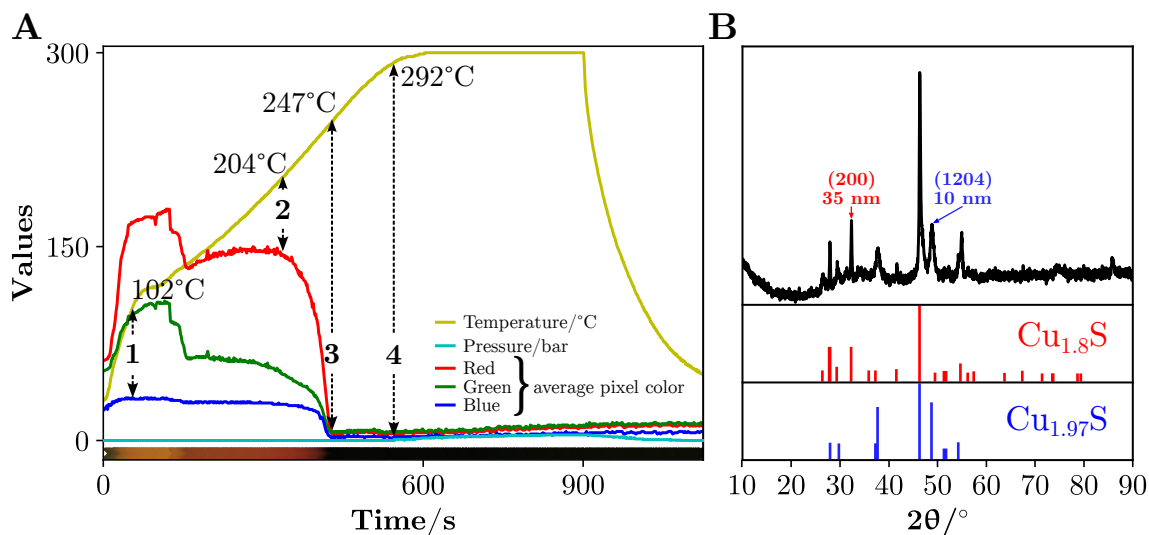 A
B
300
150
0
Values
0
600
900
Time/s
102°C
204°C
247°C
292°C
1
2
3
4
Temperature/°C
Pressure/bar
Red
Green
Blue
} average pixel color
(200)
35 nm
(1204)
10 nm
Cu1.8S
Cu1.97S
10 20 30 40 50 60 70 80 90
2θ/°